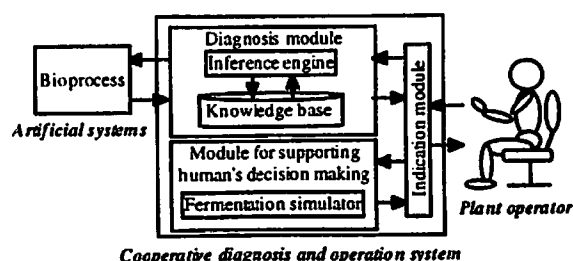 Diagnosis module
Inference engine
Knowledge base
Bioprocess
Artificial systems
Module for supporting
human's decision making
Fermentation simulator
Indication module
Plant operator
Cooperative diagnosis and operation system